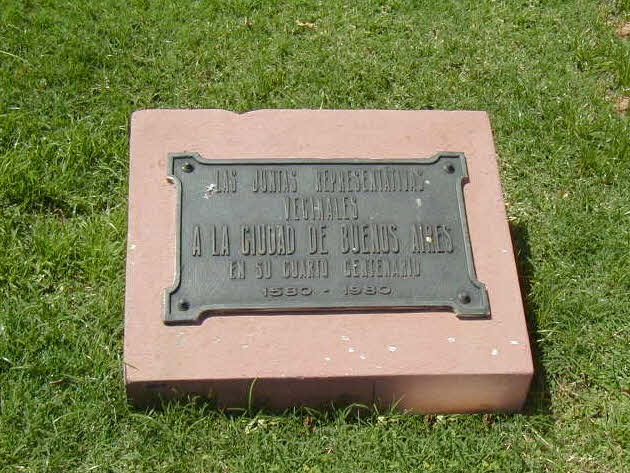 LAS JUNTAS REPRESENTATIVAS
VECINALES
A LA CIUDAD DE BUENOS AIRES
EN SU CUARTO CENTENARIO
1580 - 1980